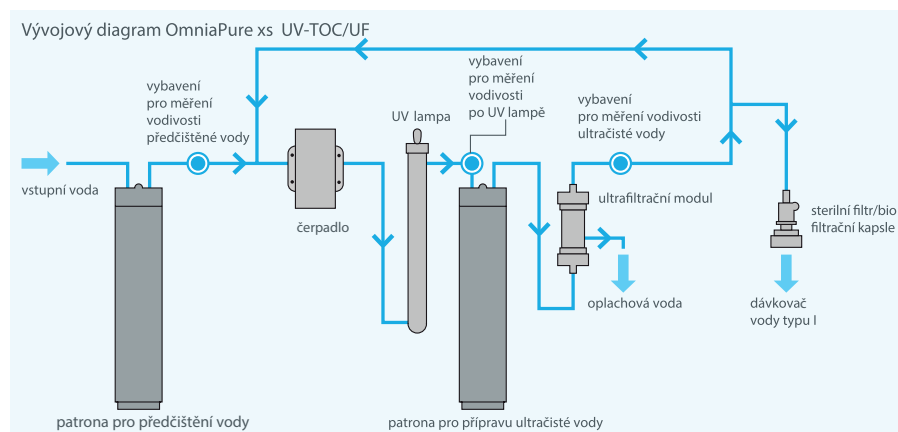 Vývojový diagram OmniaPure xs UV-TOC/UF
vybavení
pro měření
vodivosti
předčištěné vody
UV lampa
vybavení
pro měření
vodivosti
po UV lampě
vybavení
pro měření vodivosti
ultračisté vody
vstupní voda
čerpadlo
ultrafiltrační modul
sterilní filtr/bio
filtrační kapsle
oplachová voda
dávkovač
vody typu I
patrona pro předčištění vody
patrona pro přípravu ultračisté vody